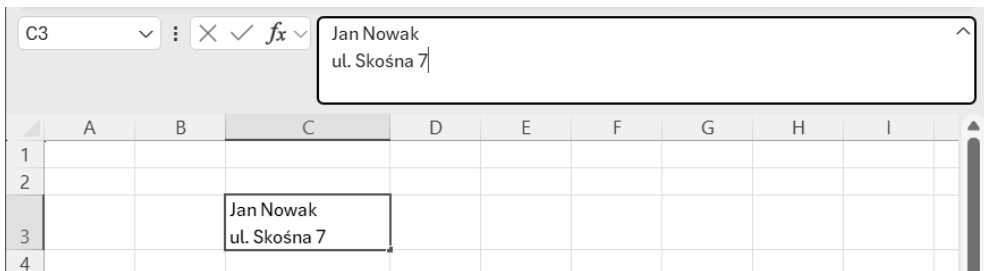 C3 fx Jan Nowak
ul. Skośna 7
A B C D E F G H I
1
2
3 Jan Nowak
ul. Skośna 7
4